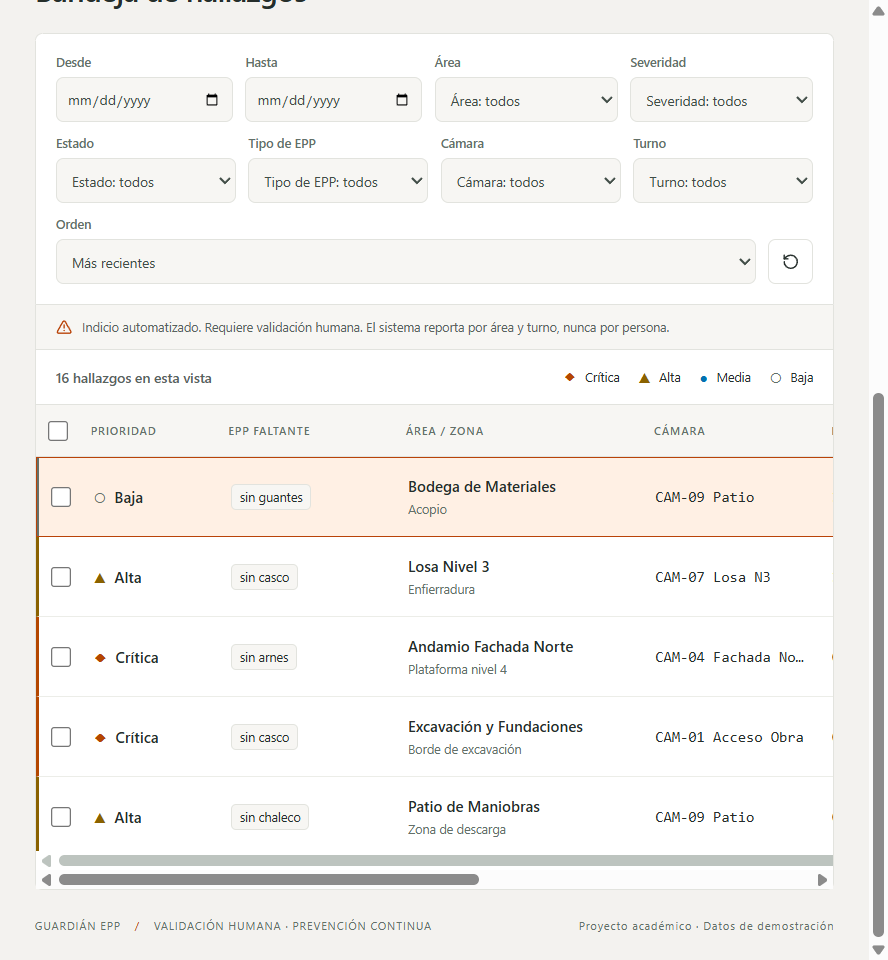 Bandeja de hallazgos
Desde Hasta Área Severidad
mm/dd/yyyy mm/dd/yyyy Área: todos Severidad: todos
Estado Tipo de EPP Cámara Turno
Estado: todos Tipo de EPP: todos Cámara: todos Turno: todos
Orden
Más recientes
Indicio automatizado. Requiere validación humana. El sistema reporta por área y turno, nunca por persona.
16 hallazgos en esta vista Crítica Alta Media Baja
PRIORIDAD EPP FALTANTE ÁREA / ZONA CÁMARA
Baja sin guantes Bodega de Materiales CAM-09 Patio
Acopio
Alta sin casco Losa Nivel 3 CAM-07 Losa N3
Enfierradura
Crítica sin arnes Andamio Fachada Norte CAM-04 Fachada No…
Plataforma nivel 4
Crítica sin casco Excavación y Fundaciones CAM-01 Acceso Obra
Borde de excavación
Alta sin chaleco Patio de Maniobras CAM-09 Patio
Zona de descarga
GUARDIÁN EPP / VALIDACIÓN HUMANA · PREVENCIÓN CONTINUA Proyecto académico · Datos de demostración